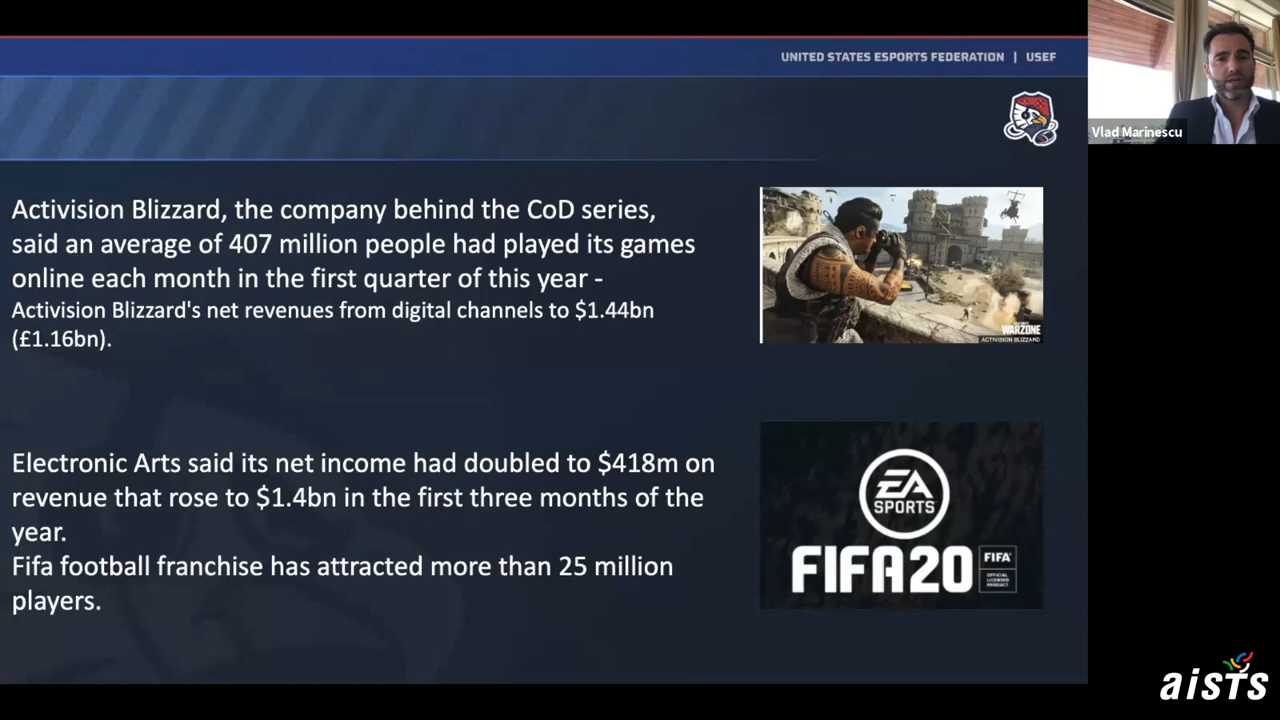 UNITED STATES ESPORTS FEDERATION | USEF
Vlad Marinescu
Activision Blizzard, the company behind the CoD series,
said an average of 407 million people had played its games
online each month in the first quarter of this year -
Activision Blizzard's net revenues from digital channels to $1.44bn
(£1.16bn).
WARZONE
ACTIVISION BLIZZARD
Electronic Arts said its net income had doubled to $418m on
revenue that rose to $1.4bn in the first three months of the
year.
Fifa football franchise has attracted more than 25 million
players.
EA
SPORTS
FIFA20
FIFA
OFFICIAL
LICENSED
PRODUCT
aists